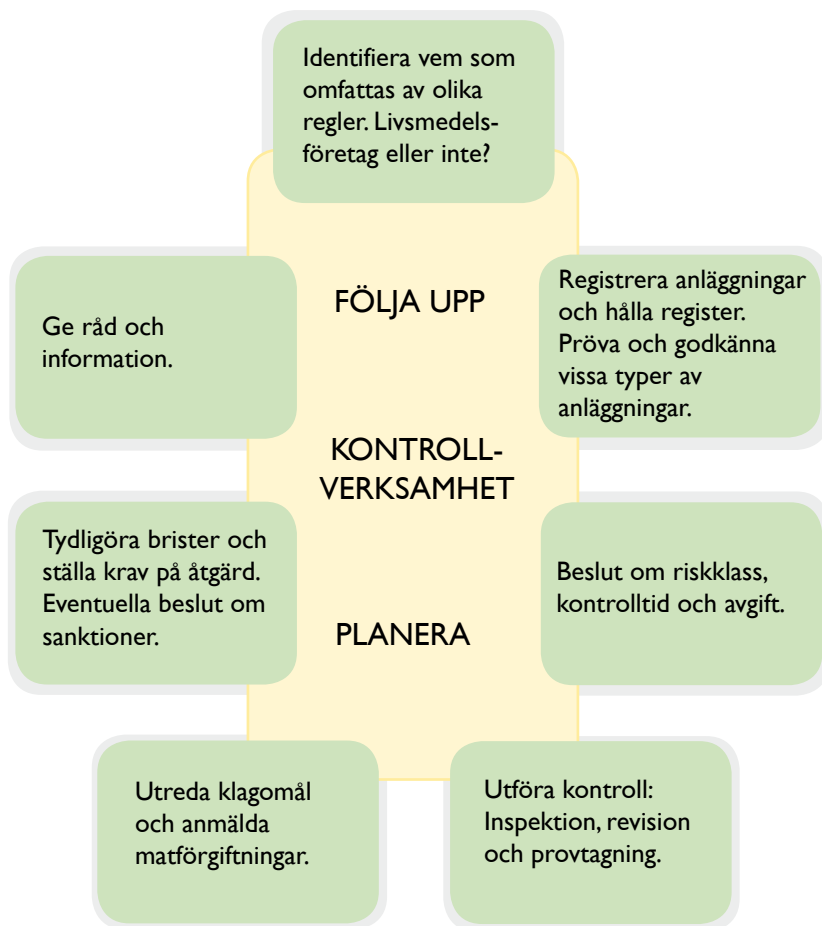 Identifiera vem som
omfattas av olika
regler. Livsmedels-
företag eller inte?
FÖLJA UPP
Registrera anläggningar
och hålla register.
Pröva och godkänna
vissa typer av
anläggningar.
Ge råd och
information.
KONTROLL-
VERKSAMHET
Tydligöra brister och
ställa krav på åtgärd.
Eventuella beslut om
sanktioner.
Beslut om riskklass,
kontrolltid och avgift.
PLANERA
Utreda klagomål
och anmälda
matförgiftningar.
Utföra kontroll:
Inspektion, revision
och provtagning.